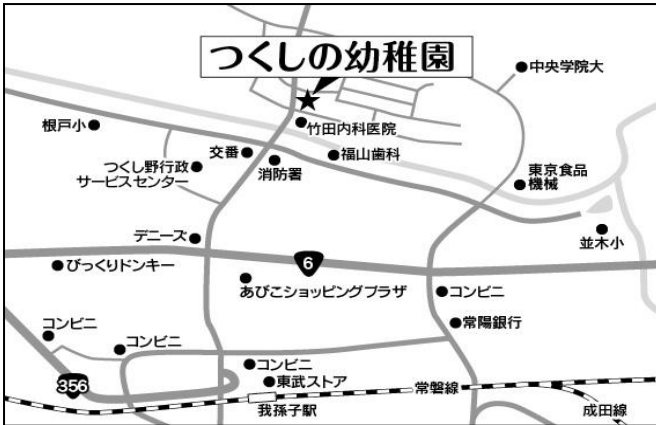 つくしの幼稚園
中央学院大
根戸小
竹田内科医院
交番
福山歯科
つくし野行政
サービスセンター
消防署
東京食品
機械
並木小
デニーズ
6
びっくりドンキー
あびこショッピングプラザ
コンビニ
コンビニ
常陽銀行
コンビニ
コンビニ
356
東武ストア
常磐線
我孫子駅
成田線